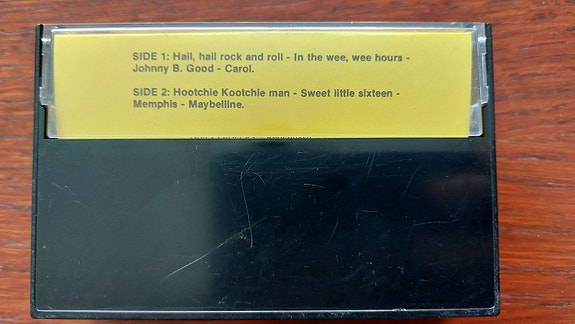 SIDE 1: Hail, hail rock and roll - In the wee, wee hours -
Johnny B. Good - Carol.
SIDE 2: Hootchie Kootchie man - Sweet little sixteen -
Memphis - Maybelline.